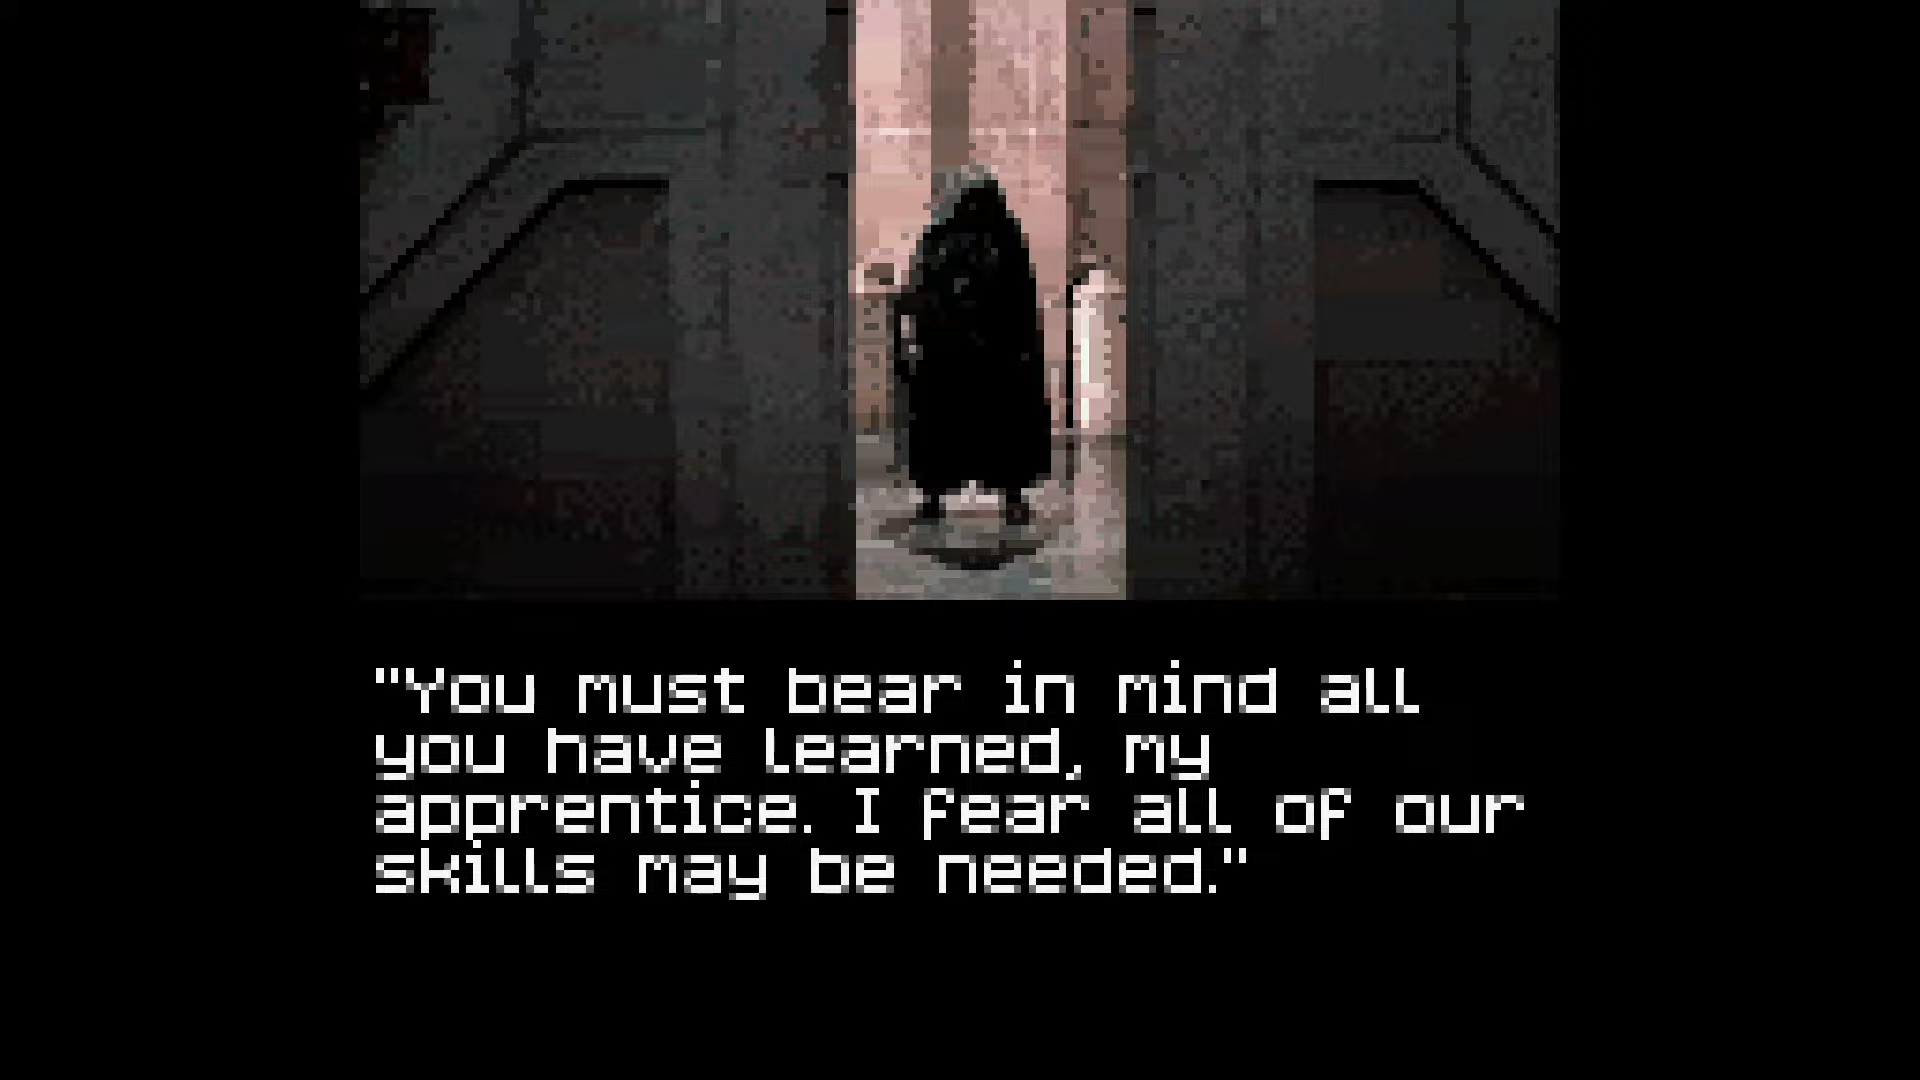 "You must bear in mind all
you have learned, my
apprentice. I fear all of our
skills may be needed."